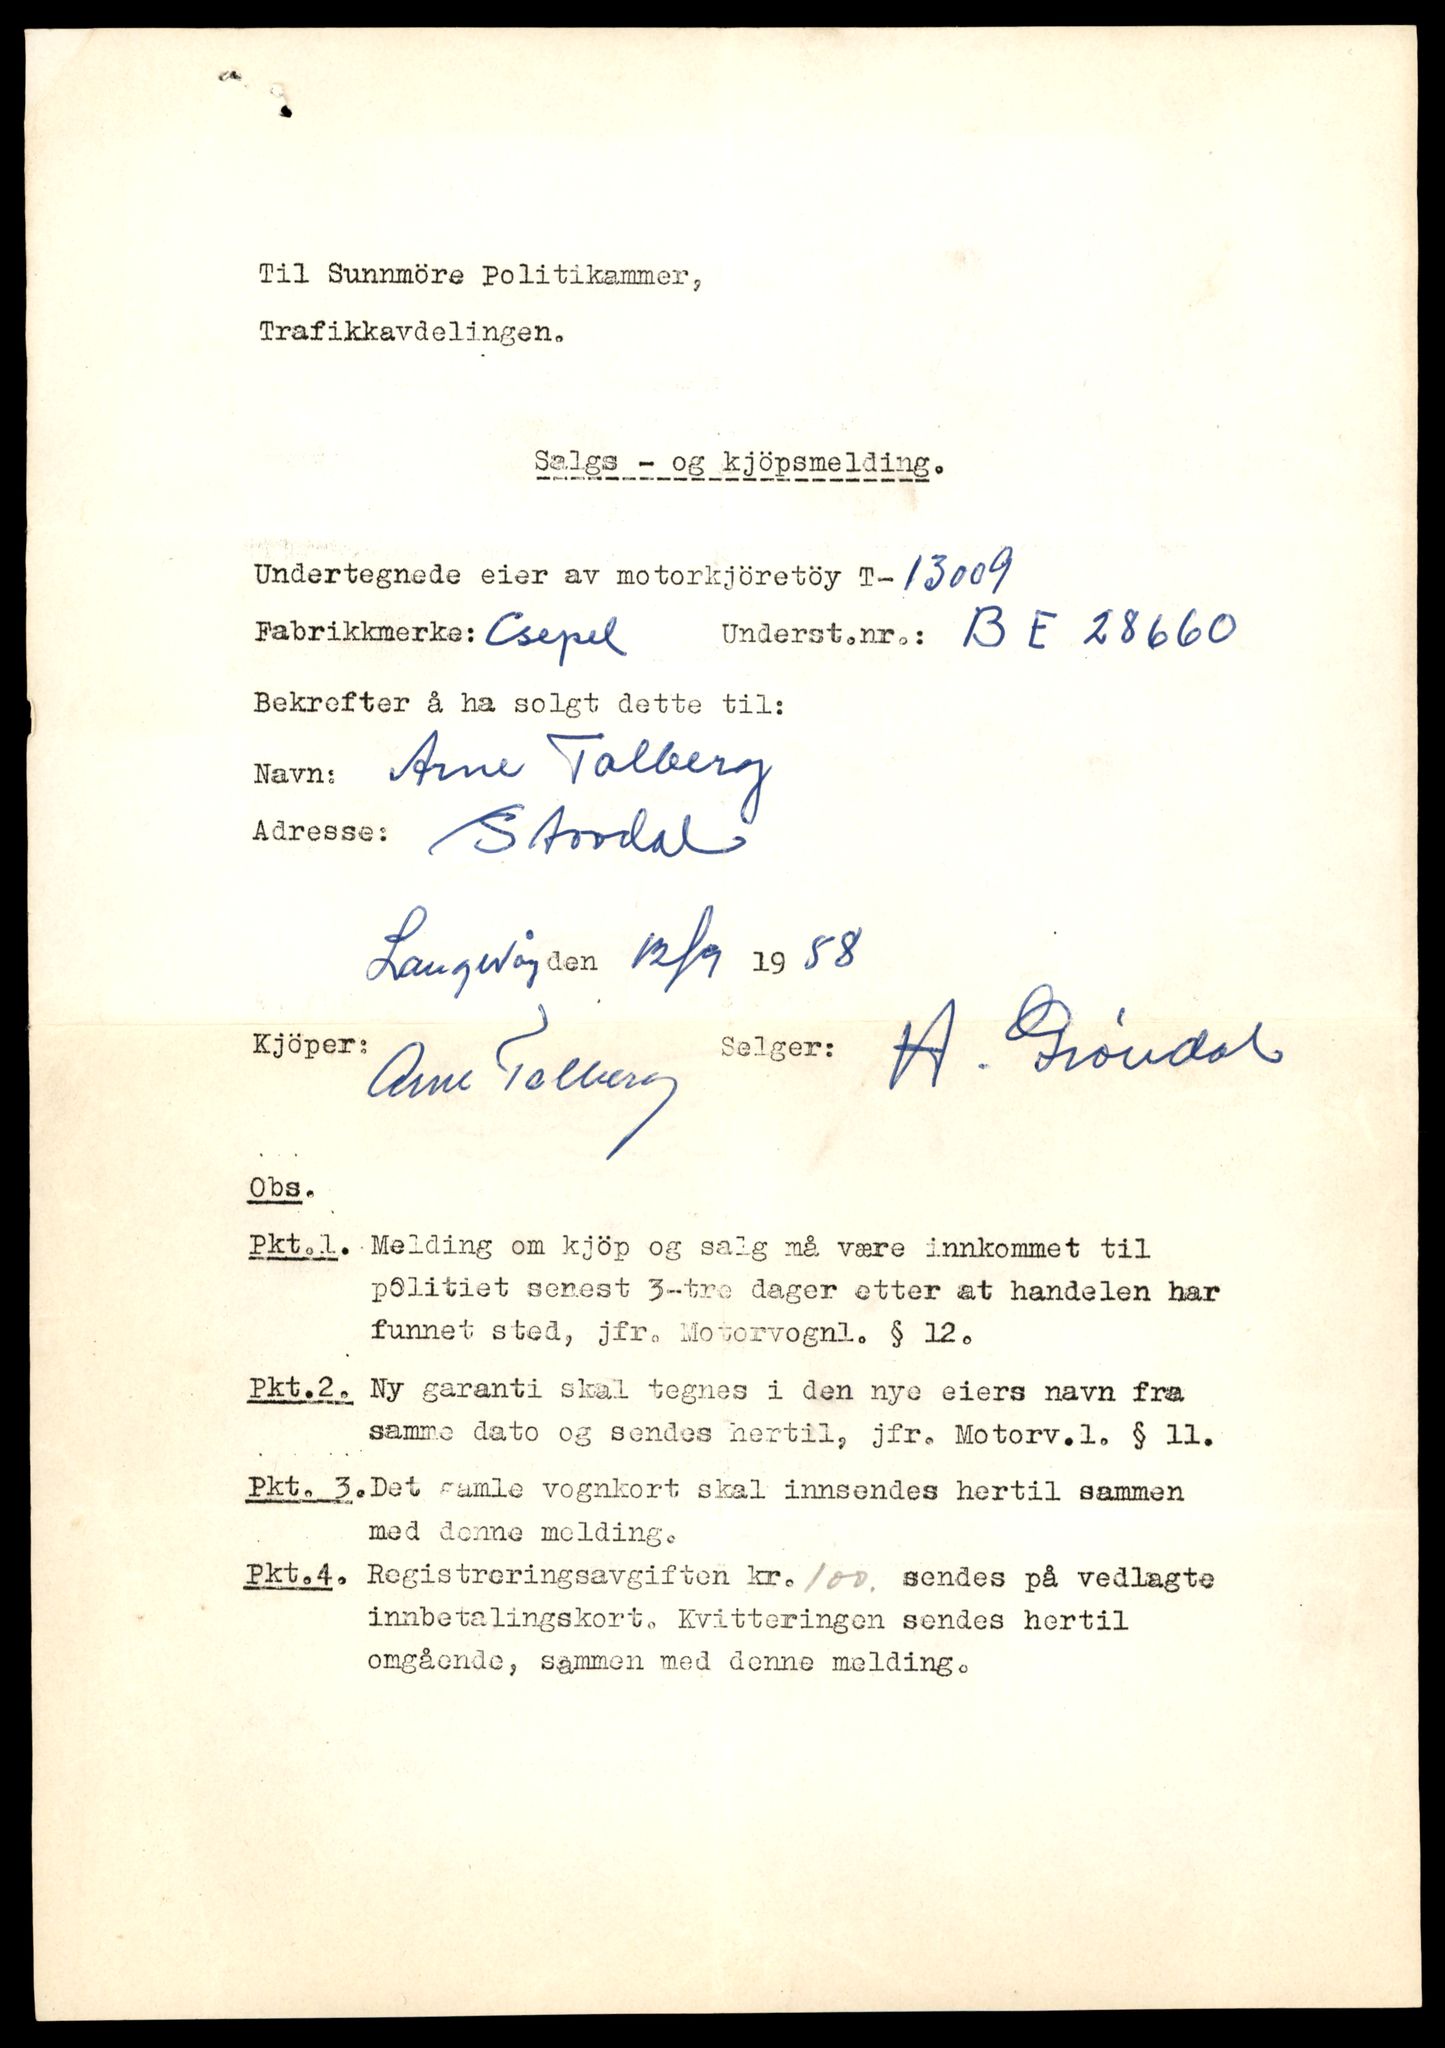 Til Sunnmöre Politikammer,
Trafikkavdelingen.
Salgs - og kjöpsmelding.
Undertegnede eier av motorkjöretöy T- 13009
Fabrikkmerke: Csepel Underst.nr.: BE 28660
Bekrefter å ha solgt dette til:
Navn: Arne Talberg
Adresse: Stordal
Langevåg den 12/9 19 58
Kjöper: Arne Talberg Selger: H. Gröndal
Obs.
Pkt.1. Melding om kjöp og salg må være innkommet til
politiet senest 3-tre dager etter at handelen har
funnet sted, jfr. Motorvognl. § 12.
Pkt.2. Ny garanti skal tegnes i den nye eiers navn fra
samme dato og sendes hertil, jfr. Motorv.l. § 11.
Pkt. 3. Det gamle vognkort skal innsendes hertil sammen
med denne melding.
Pkt.4. Registreringsavgiften kr. 100. sendes på vedlagte
innbetalingskort. Kvitteringen sendes hertil
omgående, sammen med denne melding.